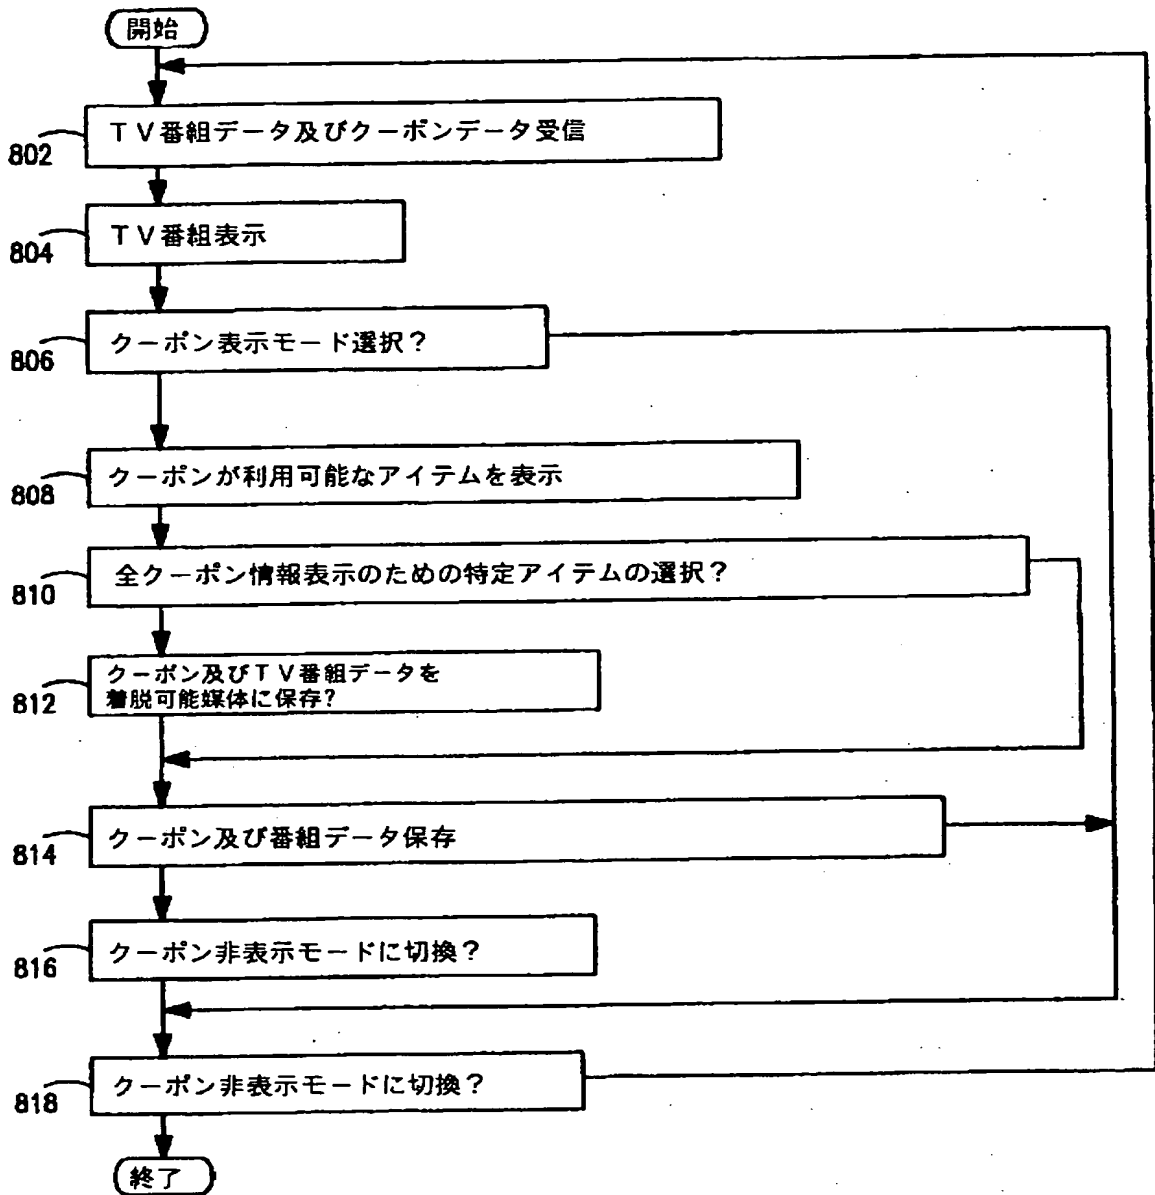 開始
TV番組データ及びクーポンデータ受信
802
TV番組表示
804
クーポン表示モード選択?
806
クーポンが利用可能なアイテムを表示
808
全クーポン情報表示のための特定アイテムの選択?
810
クーポン及びTV番組データを
着脱可能媒体に保存?
812
クーポン及び番組データ保存
814
クーポン非表示モードに切換?
816
クーポン非表示モードに切換?
818
終了